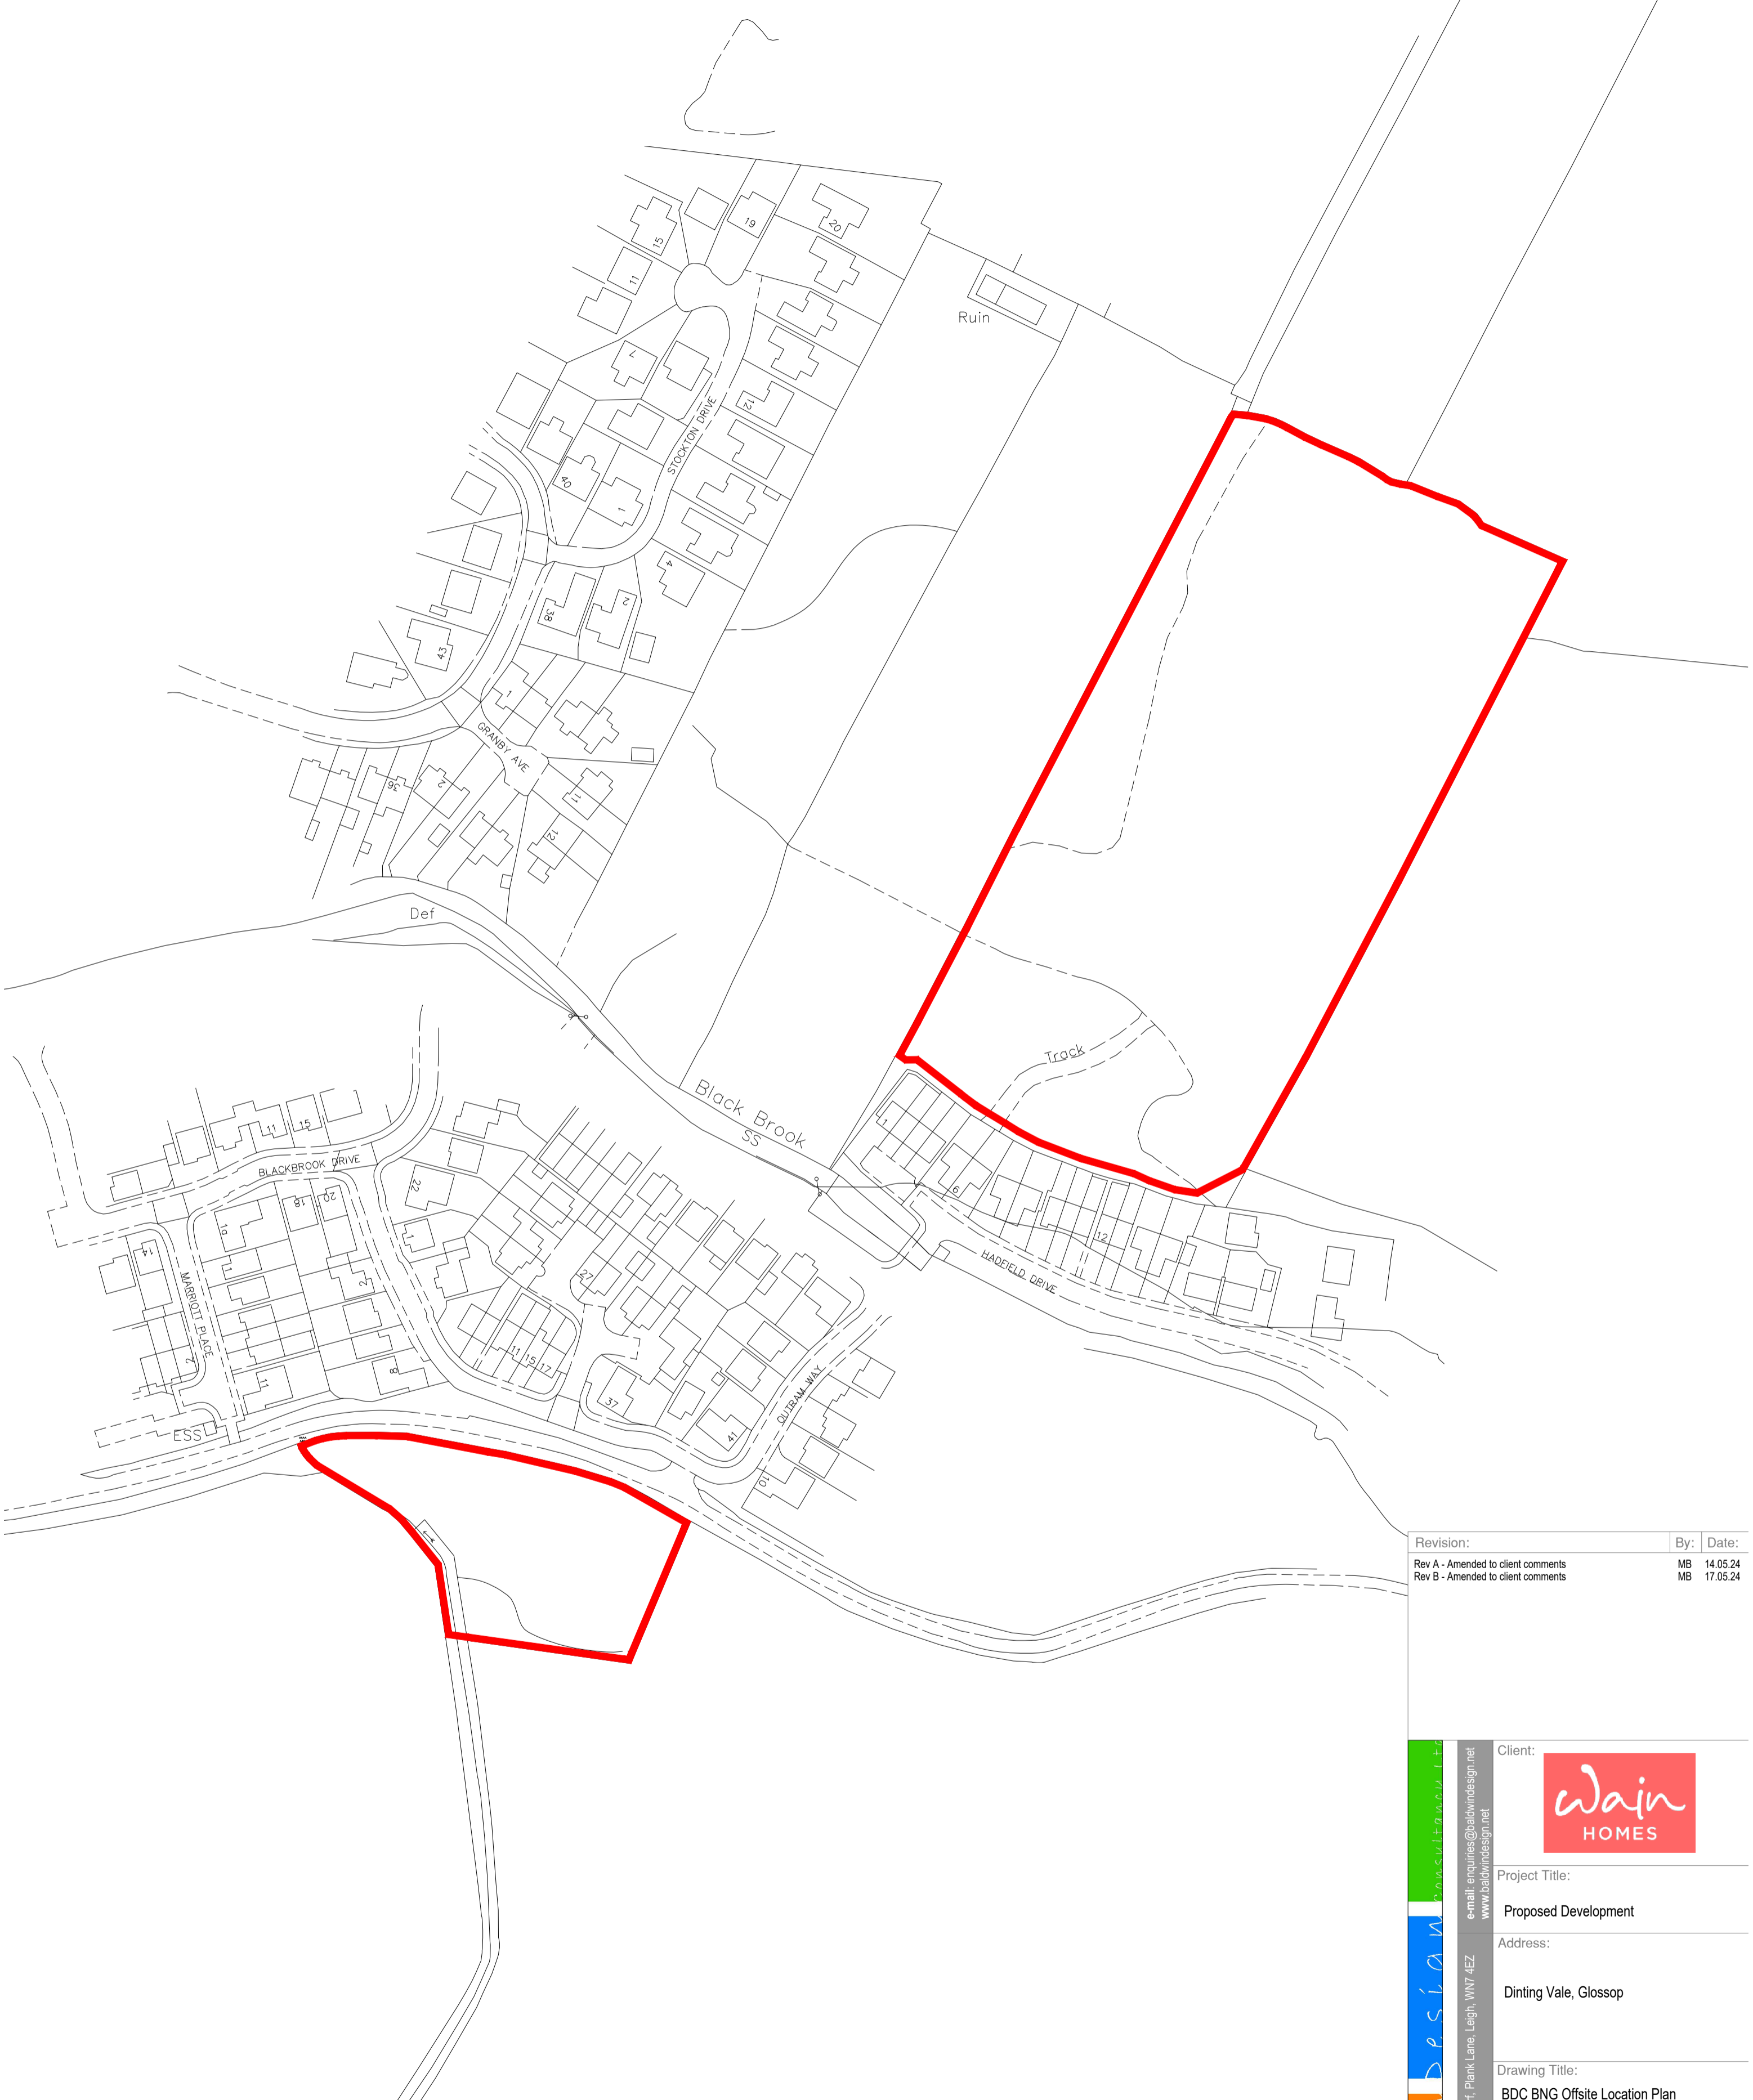 19
20
15
11
Ruin
7
12
STOCKTON DRIVE
40
1
4
38
2
43
1
GRANBY AVE
36
2
11
12
Def
Track
Black Brook
SS
11
15
1
BLACKBROOK DRIVE
22
18
20
6
1a
1
14
1
12
27
HADFIELD DRIVE
2
MARRIOTT PLACE
11
15
17
2
11
8
37
OUTRAM WAY
41
ESS
10
Revision: By: Date:
Rev A - Amended to client comments MB 14.05.24
Rev B - Amended to client comments MB 17.05.24
Client:
wain
HOMES
Project Title:
Proposed Development
Address:
Dinting Vale, Glossop
Drawing Title:
BDC BNG Offsite Location Plan
Design consultancy Ltd
e-mail: enquiries@baldwindesign.net
www.baldwindesign.net
Plank Lane, Leigh, WN7 4EZ